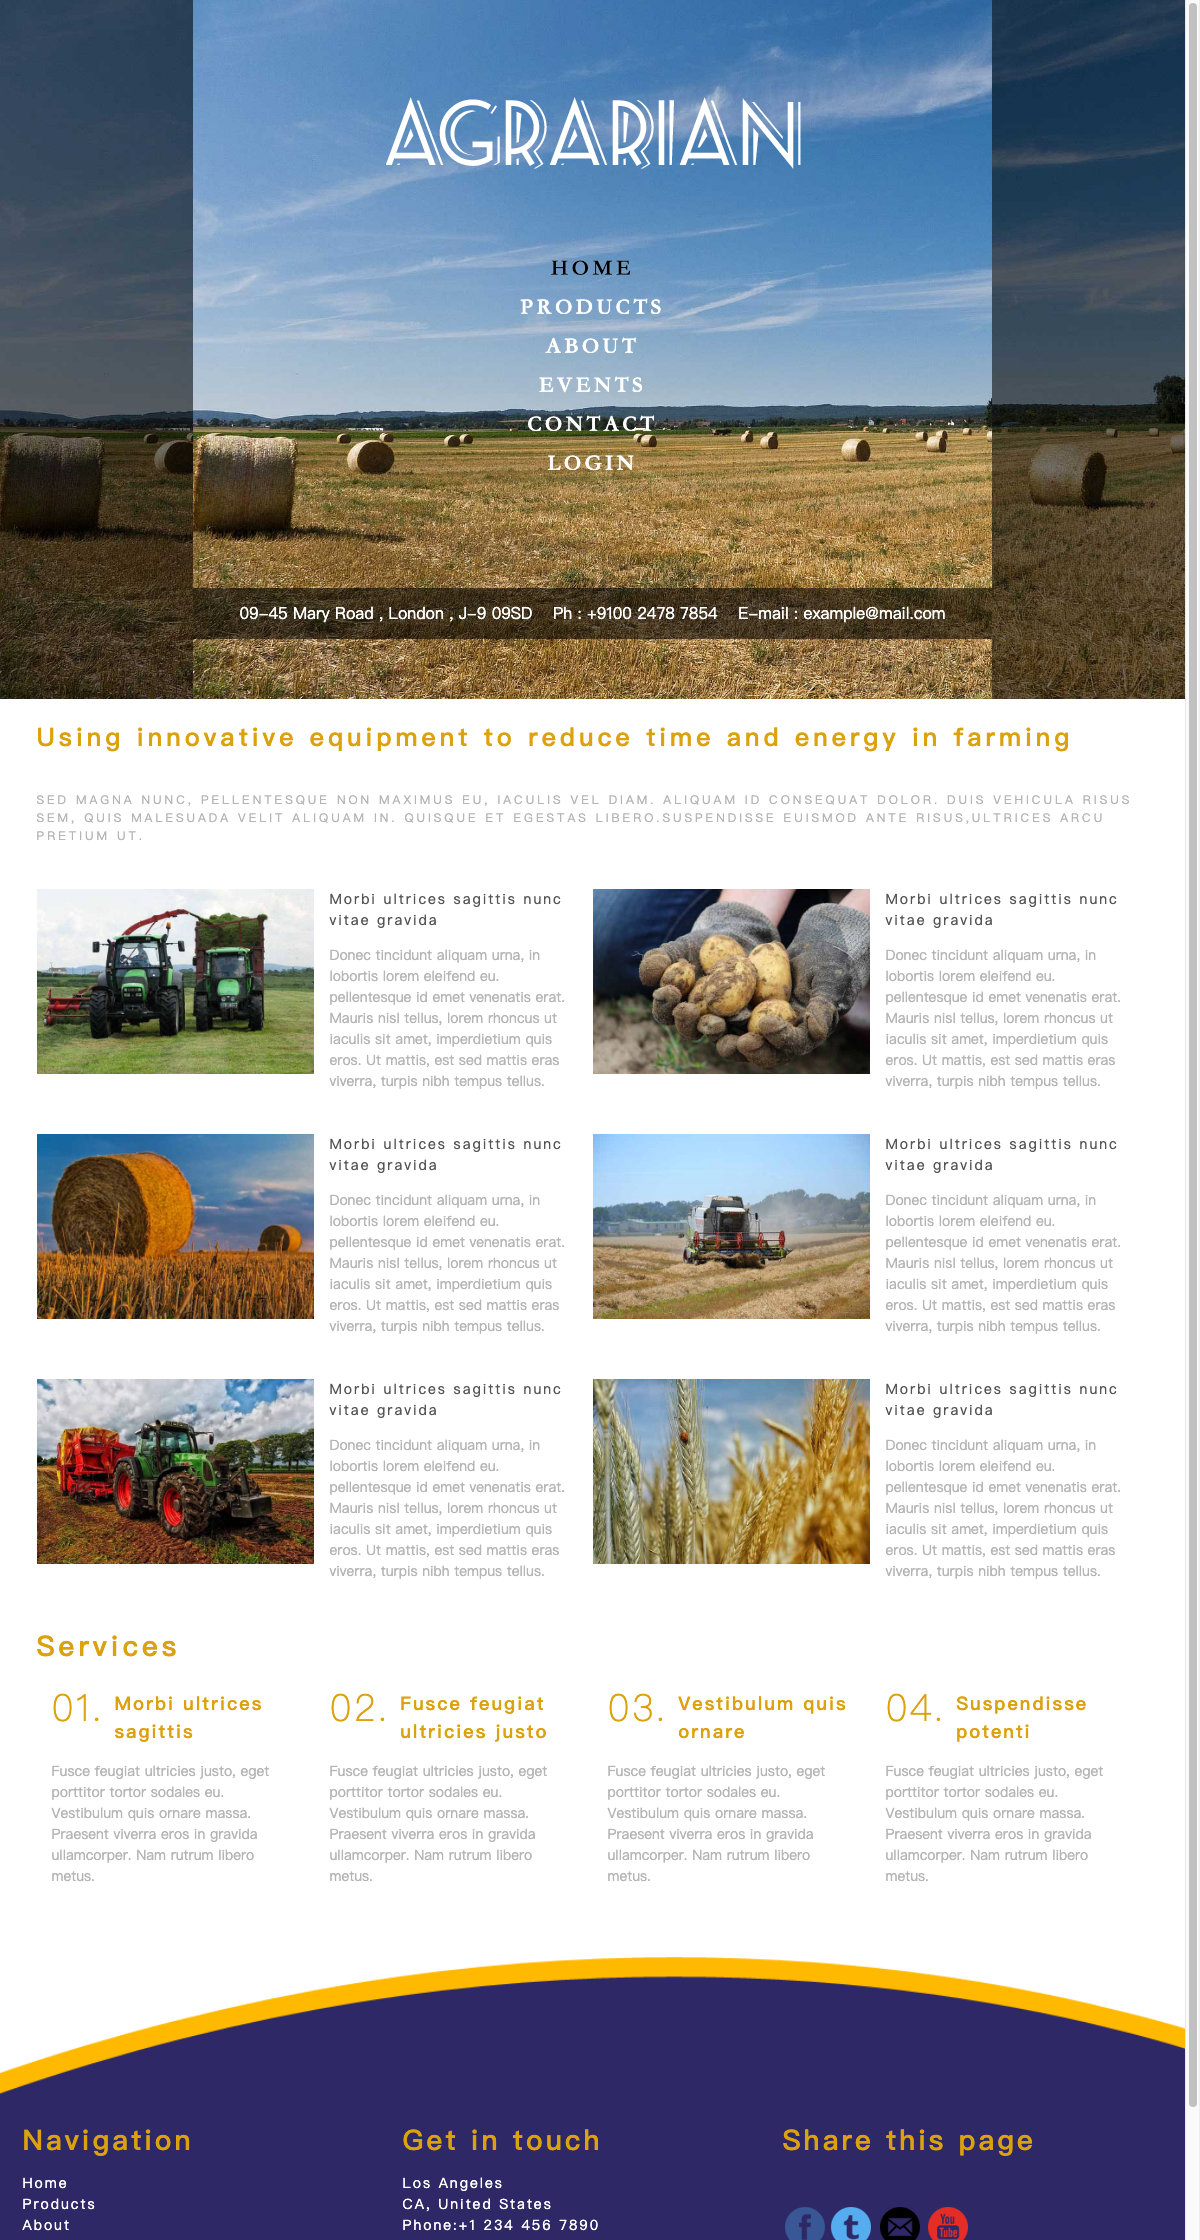 AGRARIAN
HOME
PRODUCTS
ABOUT
EVENTS
CONTACT
LOGIN
09-45 Mary Road , London , J-9 09SD Ph : +9100 2478 7854 E-mail : example@mail.com
Using innovative equipment to reduce time and energy in farming
SED MAGNA NUNC, PELLENTESQUE NON MAXIMUS EU, IACULIS VEL DIAM. ALIQUAM ID CONSEQUAT DOLOR. DUIS VEHICULA RISUS
SEM, QUIS MALESUADA VELIT ALIQUAM IN. QUISQUE ET EGESTAS LIBERO.SUSPENDISSE EUISMOD ANTE RISUS,ULTRICES ARCU
PRETIUM UT.
Morbi ultrices sagittis nunc
vitae gravida
Donec tincidunt aliquam urna, in
lobortis lorem eleifend eu.
pellentesque id emet venenatis erat.
Mauris nisl tellus, lorem rhoncus ut
iaculis sit amet, imperdietium quis
eros. Ut mattis, est sed mattis eras
viverra, turpis nibh tempus tellus.
Morbi ultrices sagittis nunc
vitae gravida
Donec tincidunt aliquam urna, in
lobortis lorem eleifend eu.
pellentesque id emet venenatis erat.
Mauris nisl tellus, lorem rhoncus ut
iaculis sit amet, imperdietium quis
eros. Ut mattis, est sed mattis eras
viverra, turpis nibh tempus tellus.
Morbi ultrices sagittis nunc
vitae gravida
Donec tincidunt aliquam urna, in
lobortis lorem eleifend eu.
pellentesque id emet venenatis erat.
Mauris nisl tellus, lorem rhoncus ut
iaculis sit amet, imperdietium quis
eros. Ut mattis, est sed mattis eras
viverra, turpis nibh tempus tellus.
Morbi ultrices sagittis nunc
vitae gravida
Donec tincidunt aliquam urna, in
lobortis lorem eleifend eu.
pellentesque id emet venenatis erat.
Mauris nisl tellus, lorem rhoncus ut
iaculis sit amet, imperdietium quis
eros. Ut mattis, est sed mattis eras
viverra, turpis nibh tempus tellus.
Morbi ultrices sagittis nunc
vitae gravida
Donec tincidunt aliquam urna, in
lobortis lorem eleifend eu.
pellentesque id emet venenatis erat.
Mauris nisl tellus, lorem rhoncus ut
iaculis sit amet, imperdietium quis
eros. Ut mattis, est sed mattis eras
viverra, turpis nibh tempus tellus.
Morbi ultrices sagittis nunc
vitae gravida
Donec tincidunt aliquam urna, in
lobortis lorem eleifend eu.
pellentesque id emet venenatis erat.
Mauris nisl tellus, lorem rhoncus ut
iaculis sit amet, imperdietium quis
eros. Ut mattis, est sed mattis eras
viverra, turpis nibh tempus tellus.
Services
01. Morbi ultrices
sagittis
Fusce feugiat ultricies justo, eget
porttitor tortor sodales eu.
Vestibulum quis ornare massa.
Praesent viverra eros in gravida
ullamcorper. Nam rutrum libero
metus.
02. Fusce feugiat
ultricies justo
Fusce feugiat ultricies justo, eget
porttitor tortor sodales eu.
Vestibulum quis ornare massa.
Praesent viverra eros in gravida
ullamcorper. Nam rutrum libero
metus.
03. Vestibulum quis
ornare
Fusce feugiat ultricies justo, eget
porttitor tortor sodales eu.
Vestibulum quis ornare massa.
Praesent viverra eros in gravida
ullamcorper. Nam rutrum libero
metus.
04. Suspendisse
potenti
Fusce feugiat ultricies justo, eget
porttitor tortor sodales eu.
Vestibulum quis ornare massa.
Praesent viverra eros in gravida
ullamcorper. Nam rutrum libero
metus.
Navigation
Home
Products
About
Get in touch
Los Angeles
CA, United States
Phone:+1 234 456 7890
Share this page
f
t
You
Tube